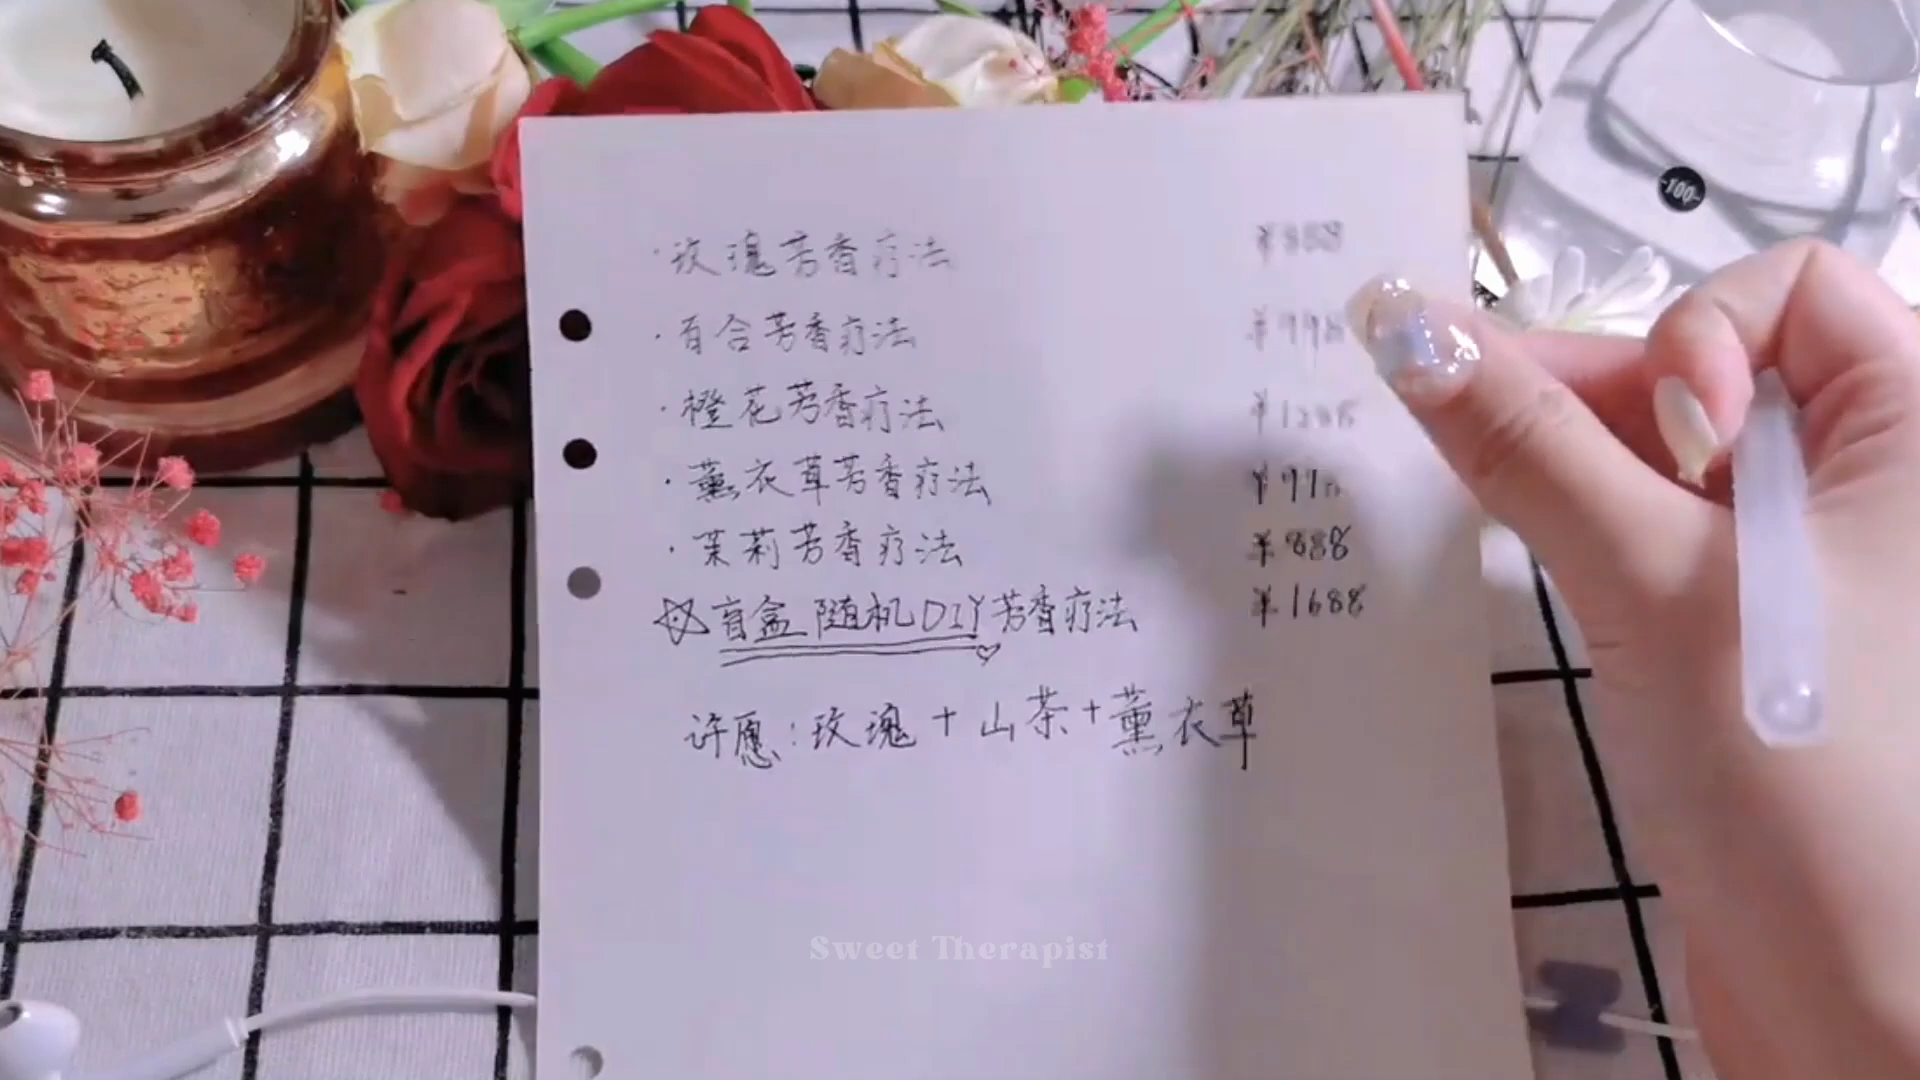 ·玫瑰芳香疗法 ¥888
·百合芳香疗法
·橙花芳香疗法
·薰衣草芳香疗法
·茉莉芳香疗法 ¥888
☆盲盒随机DIY芳香疗法 ¥1688
许愿:玫瑰+山茶+薰衣草
Sweet Therapist
-100-